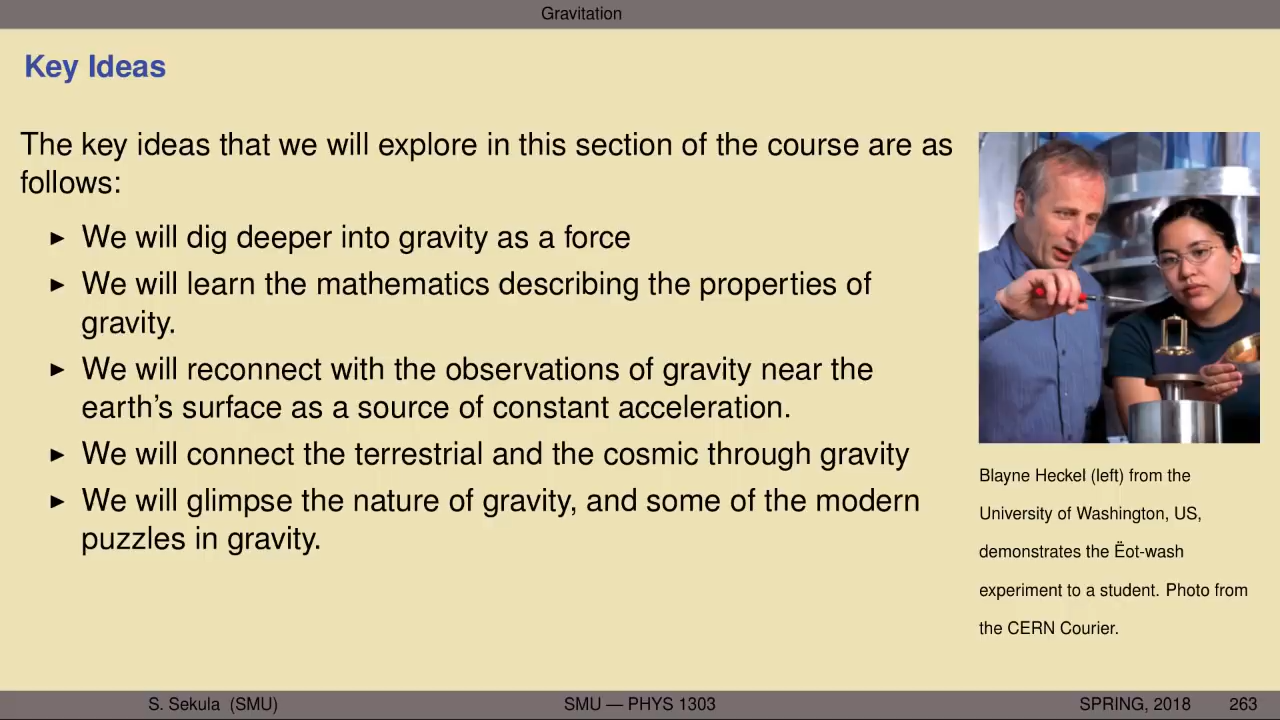 Gravitation
Key Ideas
The key ideas that we will explore in this section of the course are as
follows:
► We will dig deeper into gravity as a force
► We will learn the mathematics describing the properties of
gravity.
► We will reconnect with the observations of gravity near the
earth's surface as a source of constant acceleration.
► We will connect the terrestrial and the cosmic through gravity
► We will glimpse the nature of gravity, and some of the modern
puzzles in gravity.
Blayne Heckel (left) from the
University of Washington, US,
demonstrates the Ëot-wash
experiment to a student. Photo from
the CERN Courier.
S. Sekula (SMU) SMU — PHYS 1303 SPRING, 2018 263